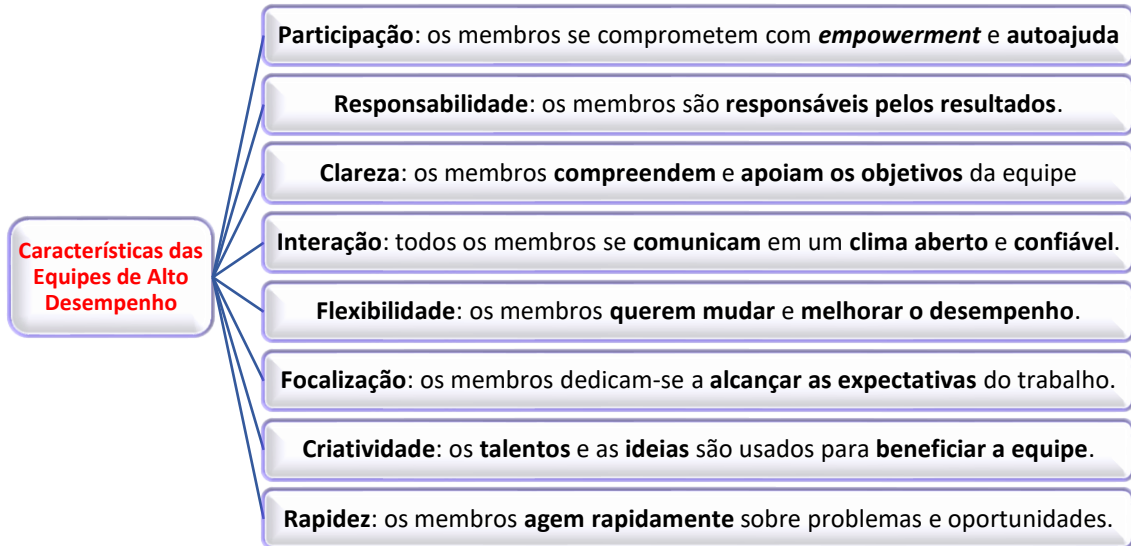 Participação: os membros se comprometem com empowerment e autoajuda
Responsabilidade: os membros são responsáveis pelos resultados.
Clareza: os membros compreendem e apoiam os objetivos da equipe
Características das
Equipes de Alto
Desempenho
Interação: todos os membros se comunicam em um clima aberto e confiável.
Flexibilidade: os membros querem mudar e melhorar o desempenho.
Focalização: os membros dedicam-se a alcançar as expectativas do trabalho.
Criatividade: os talentos e as ideias são usados para beneficiar a equipe.
Rapidez: os membros agem rapidamente sobre problemas e oportunidades.